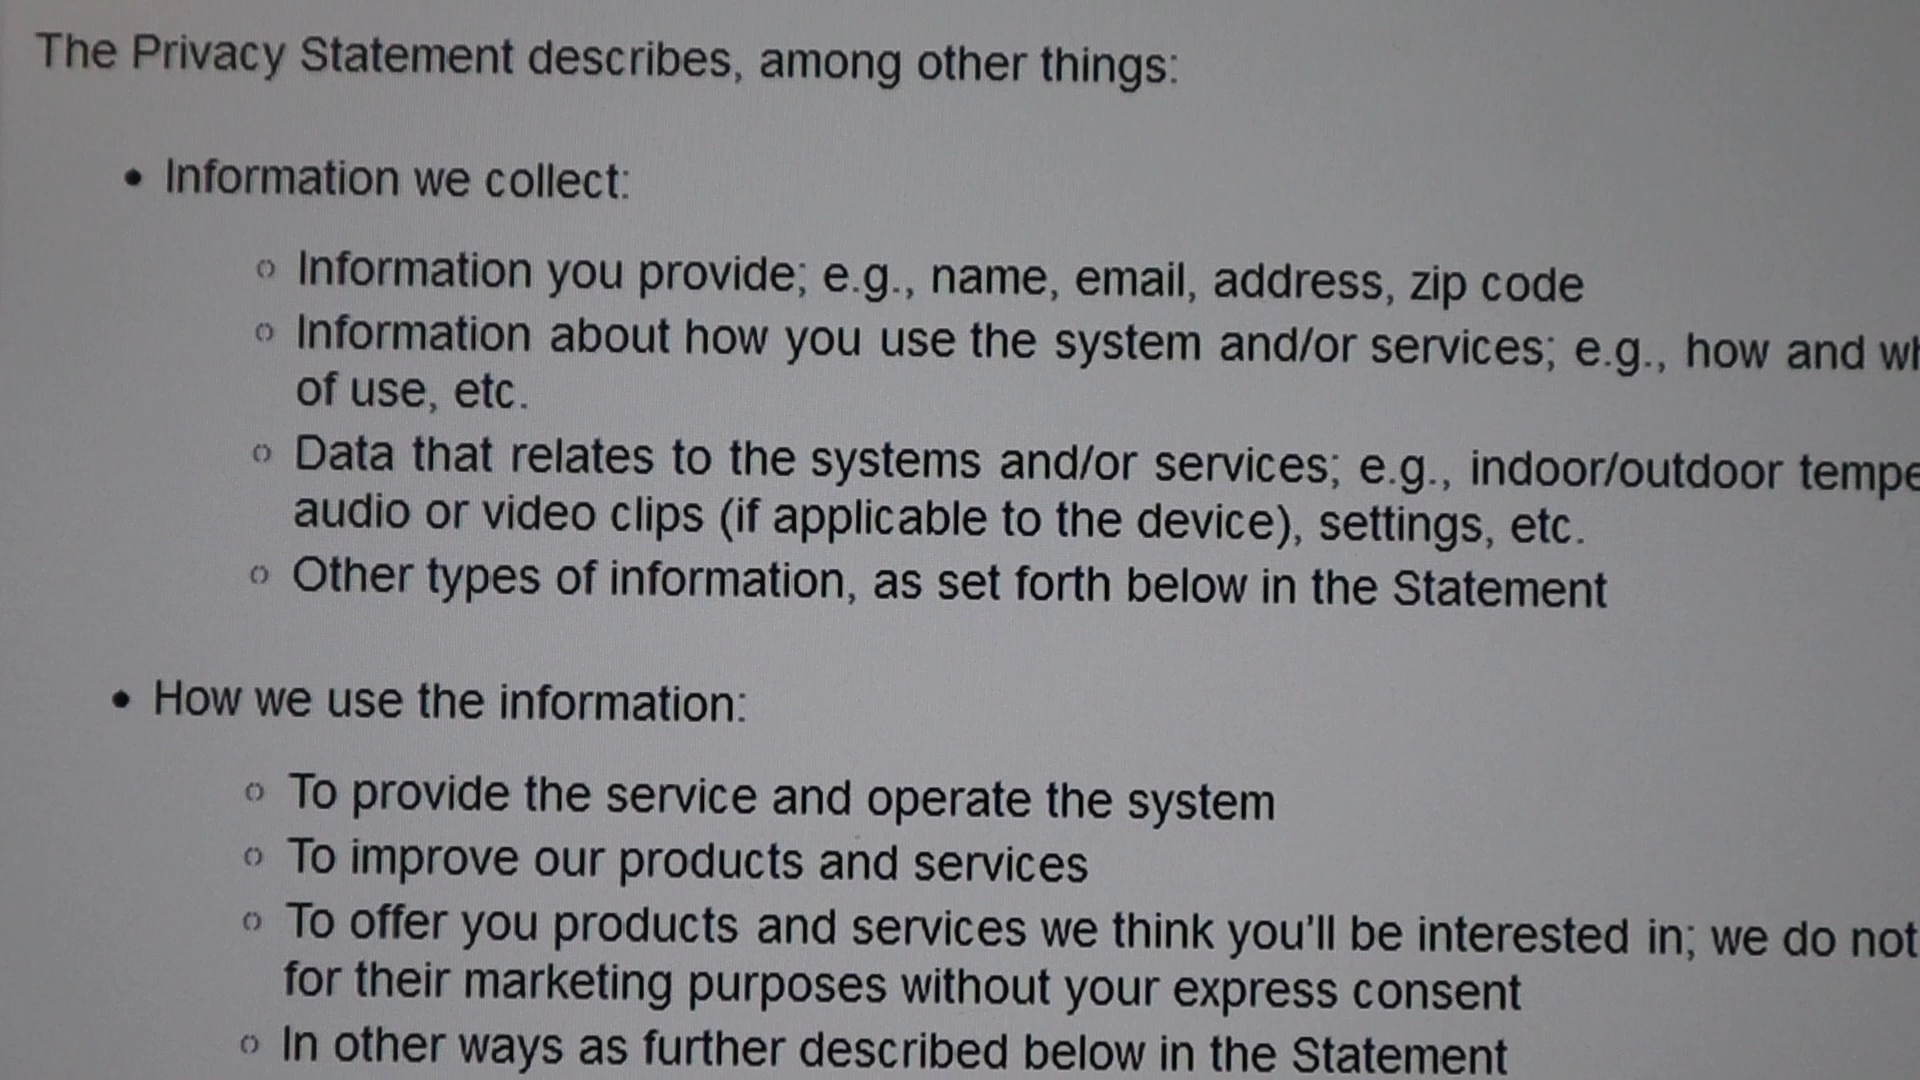 The Privacy Statement describes, among other things:
• Information we collect:
o Information you provide; e.g., name, email, address, zip code
o Information about how you use the system and/or services; e.g., how and
of use, etc.
o Data that relates to the systems and/or services; e.g., indoor/outdoor
audio or video clips (if applicable to the device), settings, etc.
o Other types of information, as set forth below in the Statement
• How we use the information:
o To provide the service and operate the system
o To improve our products and services
o To offer you products and services we think you'll be interested in; we do not
for their marketing purposes without your express consent
o In other ways as further described below in the Statement